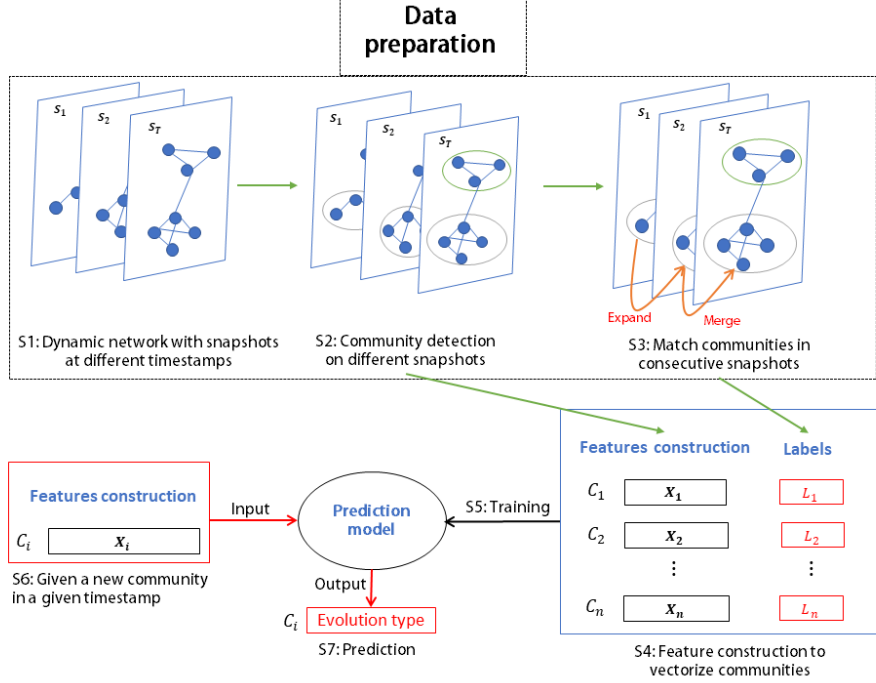 Data
preparation
s1
s2
sT
s1
s2
sT
s1
s2
sT
Expand
Merge
S1: Dynamic network with snapshots
at different timestamps
S2: Community detection
on different snapshots
S3: Match communities in
consecutive snapshots
Features construction
Labels
C1
X1
L1
C2
X2
L2
⋮
⋮
Cn
Xn
Ln
S4: Feature construction to
vectorize communities
S5: Training
Prediction
model
Input
Features construction
Ci
Xi
S6: Given a new community
in a given timestamp
Output
Ci
Evolution type
S7: Prediction